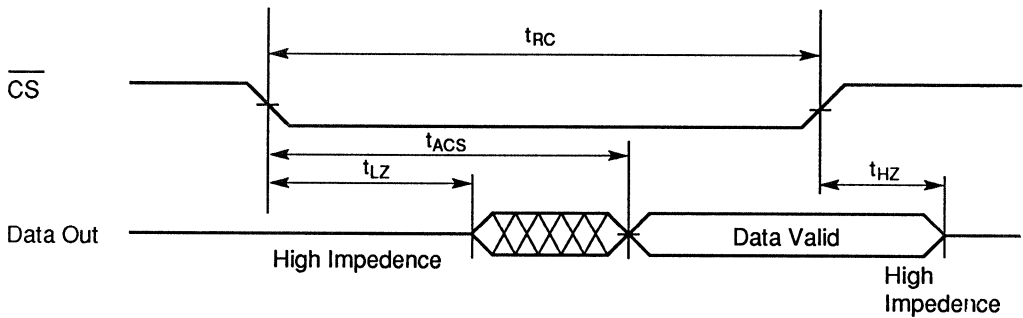 tRC
CS
tACS
tLZ
tHZ
Data Out
Data Valid
High Impedence
High
Impedence